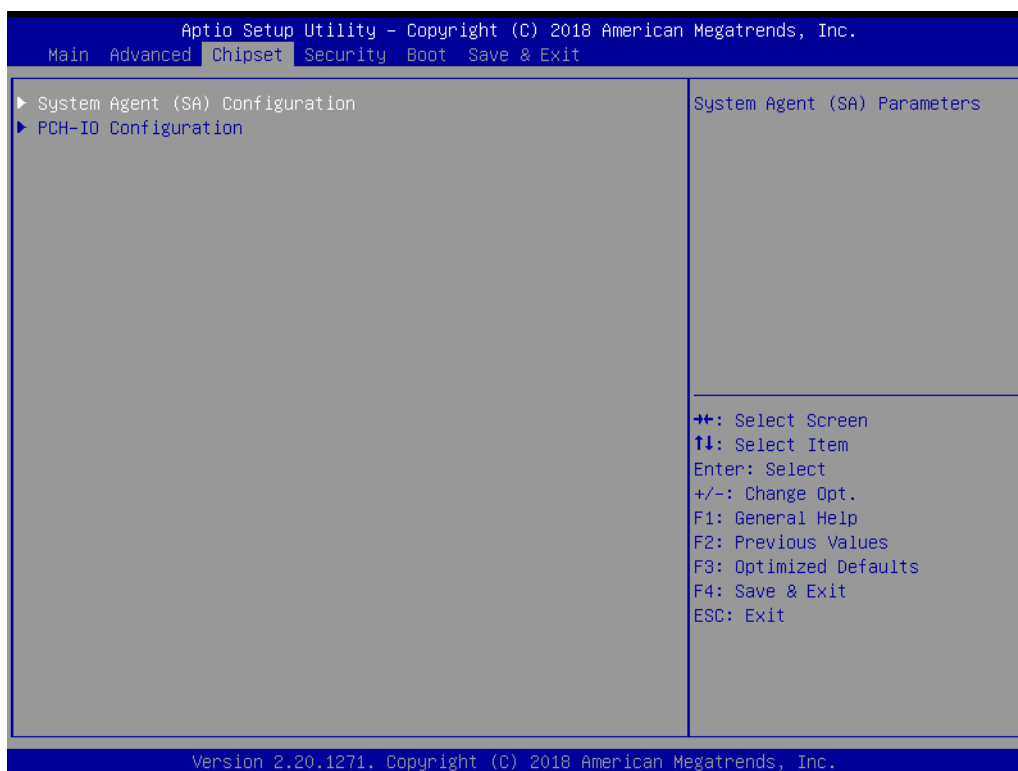 Aptio Setup Utility – Copyright (C) 2018 American Megatrends, Inc.
Main Advanced Chipset Security Boot Save & Exit
▶ System Agent (SA) Configuration
▶ PCH-IO Configuration
System Agent (SA) Parameters
→←: Select Screen
↑↓: Select Item
Enter: Select
+/-: Change Opt.
F1: General Help
F2: Previous Values
F3: Optimized Defaults
F4: Save & Exit
ESC: Exit
Version 2.20.1271. Copyright (C) 2018 American Megatrends, Inc.